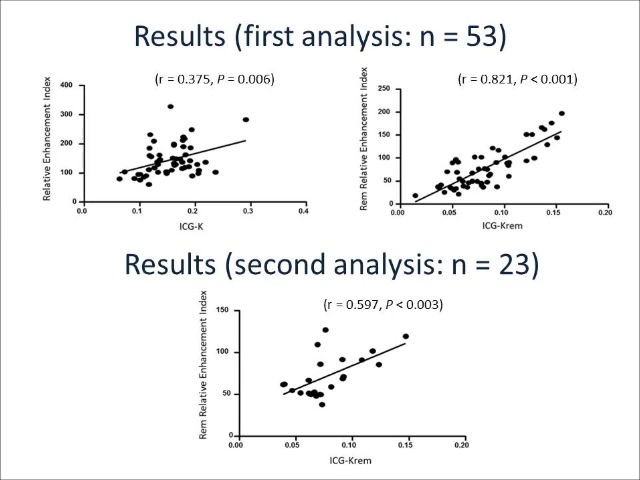 Results (first analysis: n = 53)
(r = 0.375, P = 0.006)
Relative Enhancement Index
400
300
200
100
0
0.0
0.1
0.2
0.3
0.4
ICG-K
(r = 0.821, P < 0.001)
Rem Relative Enhancement Index
250
200
150
100
50
0
0.00
0.05
0.10
0.15
0.20
ICG-Krem
Results (second analysis: n = 23)
(r = 0.597, P < 0.003)
Rem Relative Enhancement Index
150
100
50
0
0.00
0.05
0.10
0.15
0.20
ICG-Krem